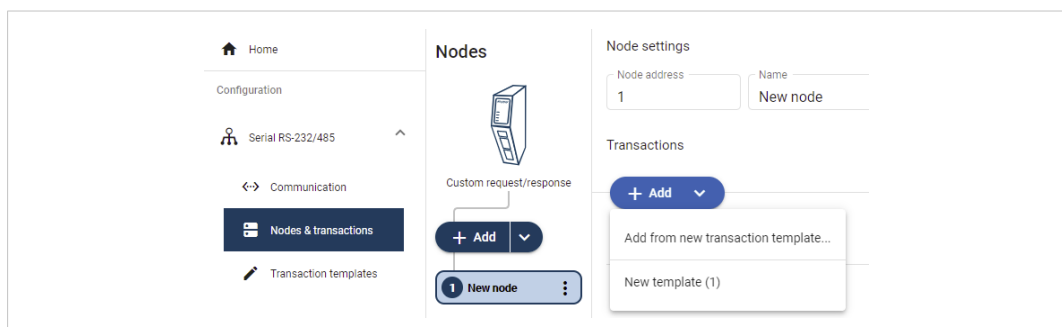 Home
Configuration
Serial RS-232/485
Communication
Nodes & transactions
Transaction templates
Nodes
Custom request/response
+ Add
1 New node
Node settings
Node address
1
Name
New node
Transactions
+ Add
Add from new transaction template...
New template (1)